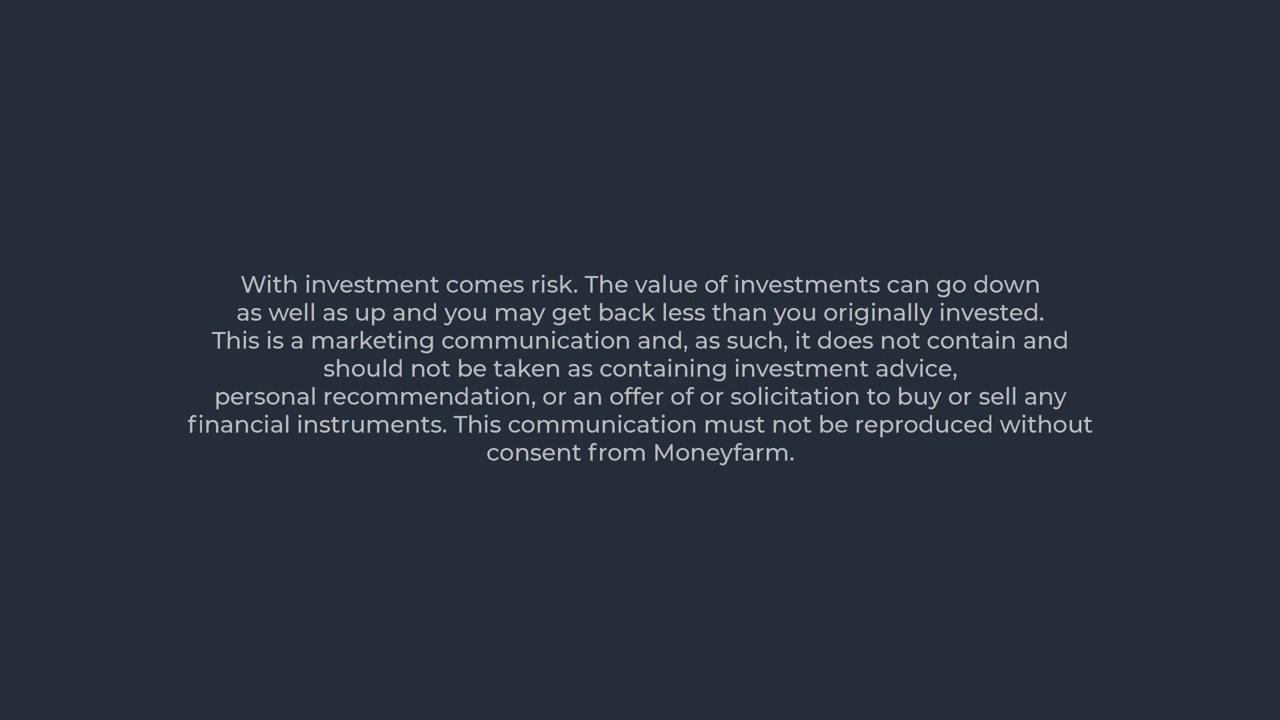 With investment comes risk. The value of investments can go down
as well as up and you may get back less than you originally invested.
This is a marketing communication and, as such, it does not contain and
should not be taken as containing investment advice,
personal recommendation, or an offer of or solicitation to buy or sell any
financial instruments. This communication must not be reproduced without
consent from Moneyfarm.